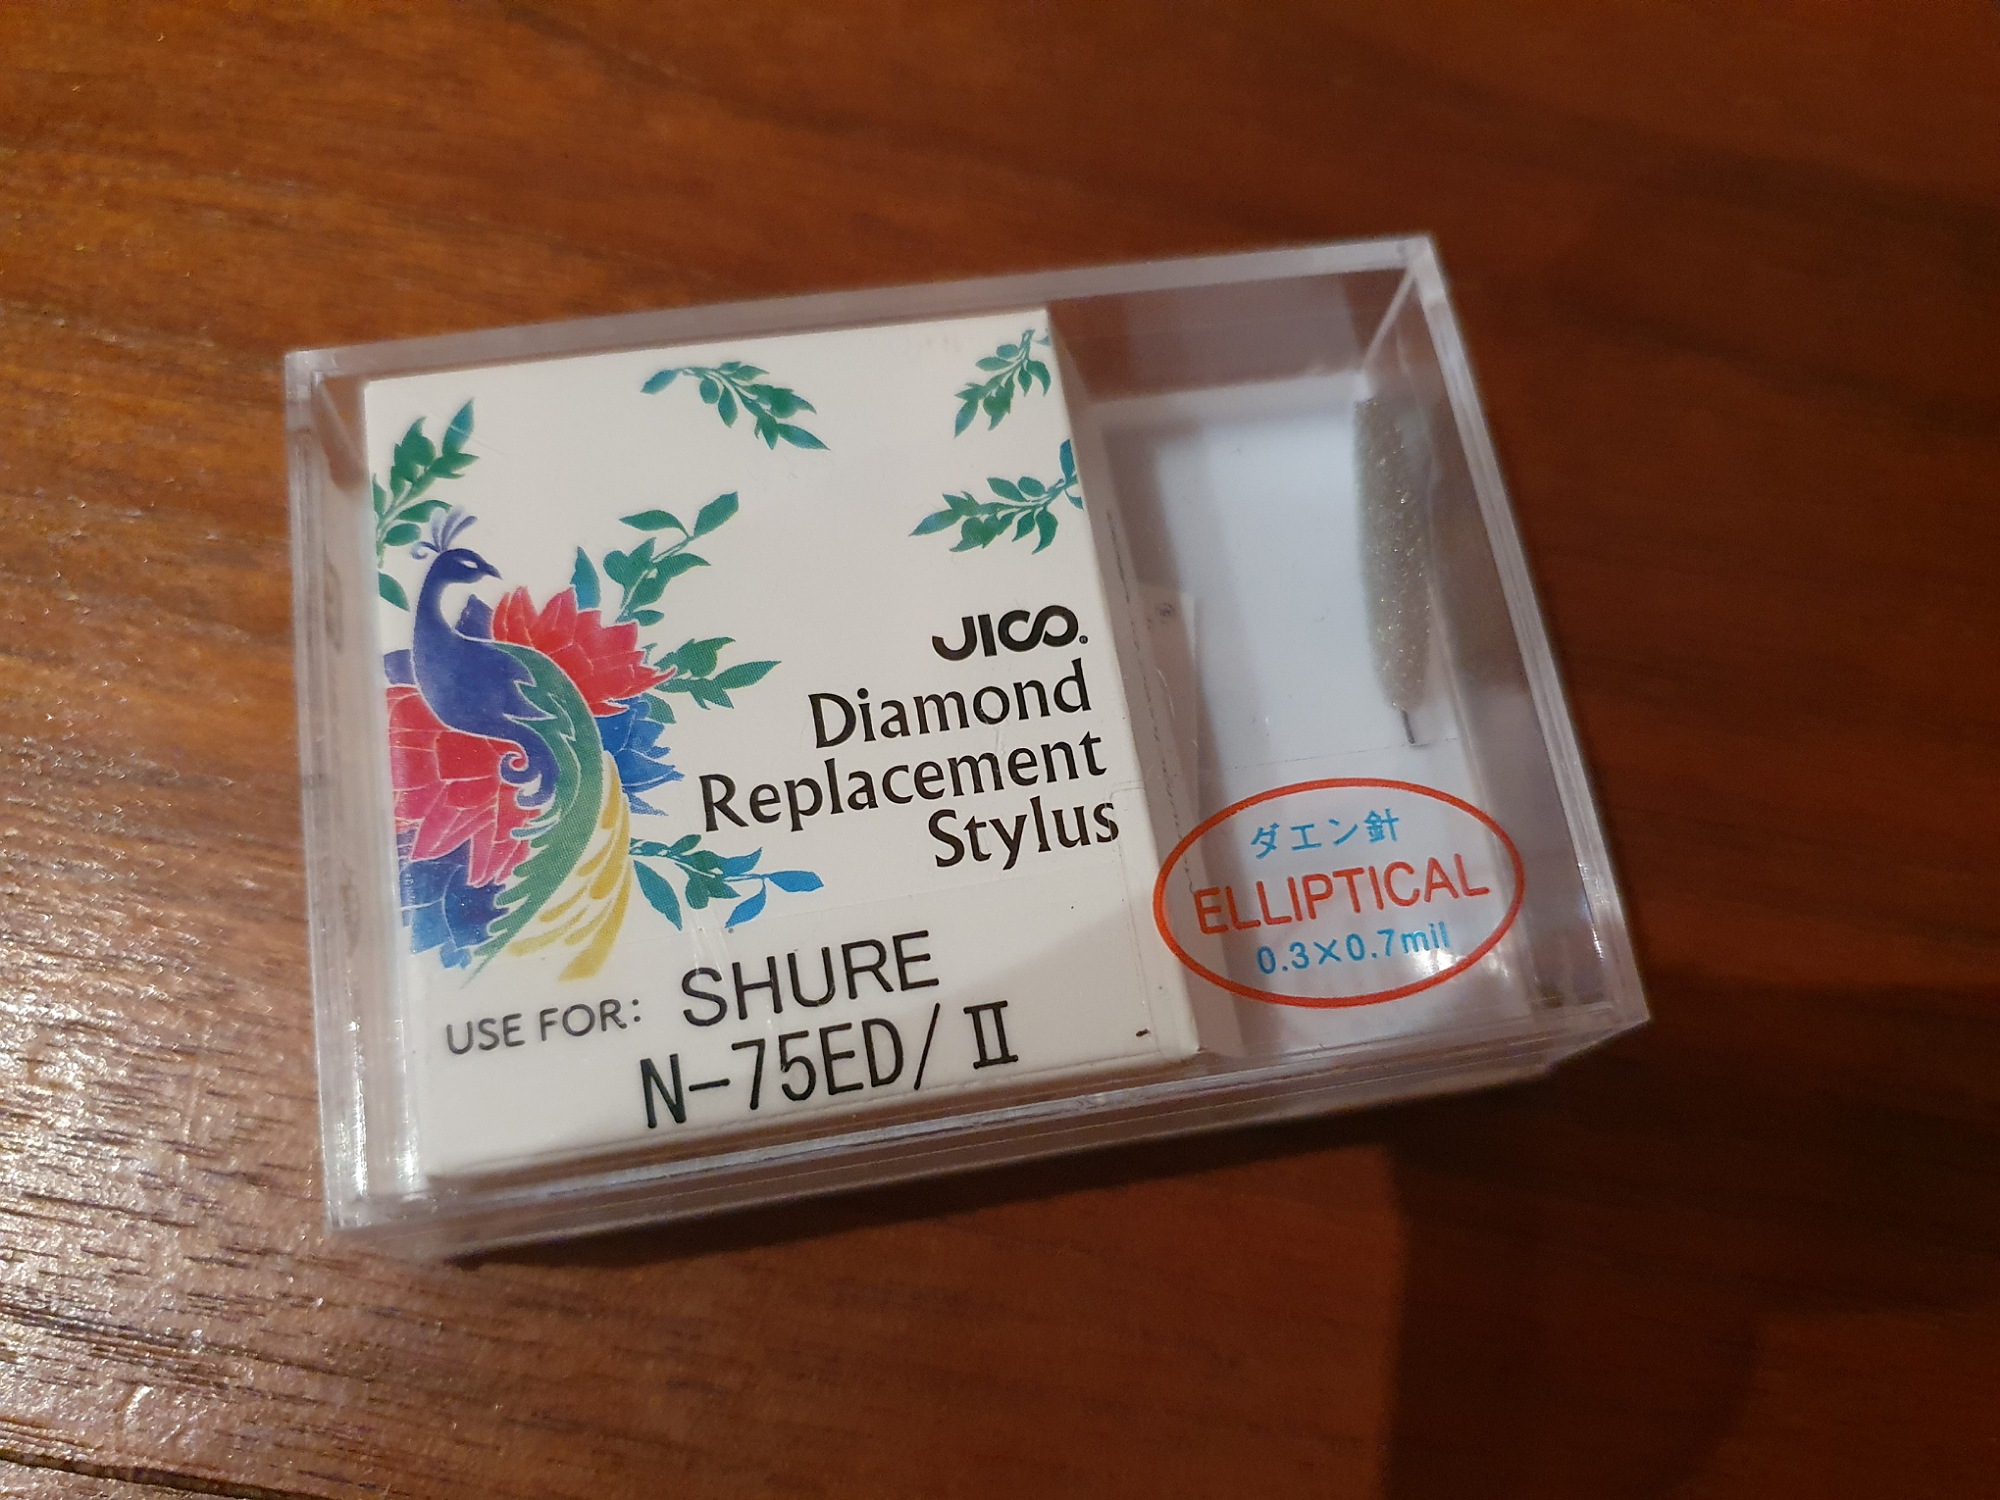 JICO®
Diamond
Replacement
Stylus
USE FOR: SHURE
N-75ED/II
ダエン針
ELLIPTICAL
0.3×0.7mil